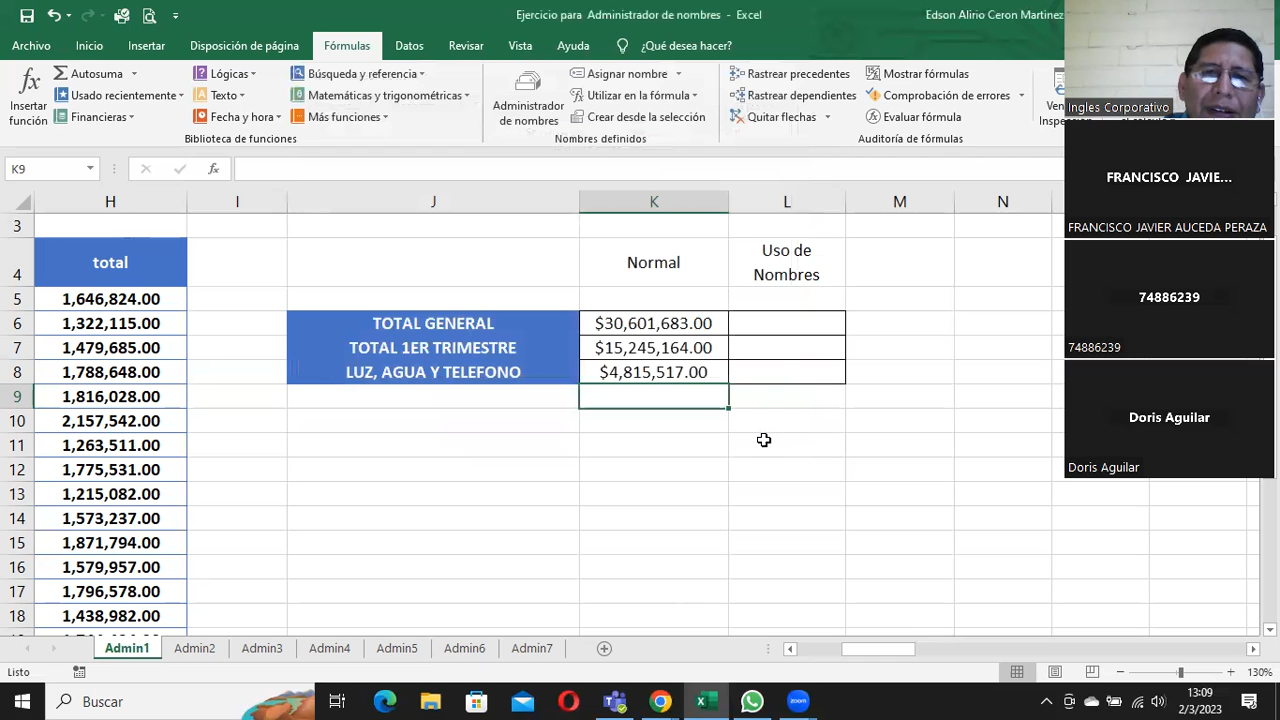 Ejercicio para Administrador de nombres - Excel
Edson Alirio Ceron Martinez
Archivo
Inicio
Insertar
Disposición de página
Fórmulas
Datos
Revisar
Vista
Ayuda
¿Qué desea hacer?
Insertar función
Autosuma
Usado recientemente
Financieras
Lógicas
Texto
Fecha y hora
Búsqueda y referencia
Matemáticas y trigonométricas
Más funciones
Biblioteca de funciones
Administrador de nombres
Asignar nombre
Utilizar en la fórmula
Crear desde la selección
Nombres definidos
Rastrear precedentes
Rastrear dependientes
Quitar flechas
Mostrar fórmulas
Comprobación de errores
Evaluar fórmula
Auditoría de fórmulas
Ingles Corporativo
FRANCISCO JAVIE...
FRANCISCO JAVIER AUCEDA PERAZA
74886239
74886239
Doris Aguilar
Doris Aguilar
K9
fx
H I J K L M N
3
4 total Normal Uso de Nombres
5 1,646,824.00
6 1,322,115.00 TOTAL GENERAL $30,601,683.00
7 1,479,685.00 TOTAL 1ER TRIMESTRE $15,245,164.00
8 1,788,648.00 LUZ, AGUA Y TELEFONO $4,815,517.00
9 1,816,028.00
10 2,157,542.00
11 1,263,511.00
12 1,775,531.00
13 1,215,082.00
14 1,573,237.00
15 1,871,794.00
16 1,579,957.00
17 1,796,578.00
18 1,438,982.00
Admin1 Admin2 Admin3 Admin4 Admin5 Admin6 Admin7
Listo
130%
Buscar
13:09
2/3/2023